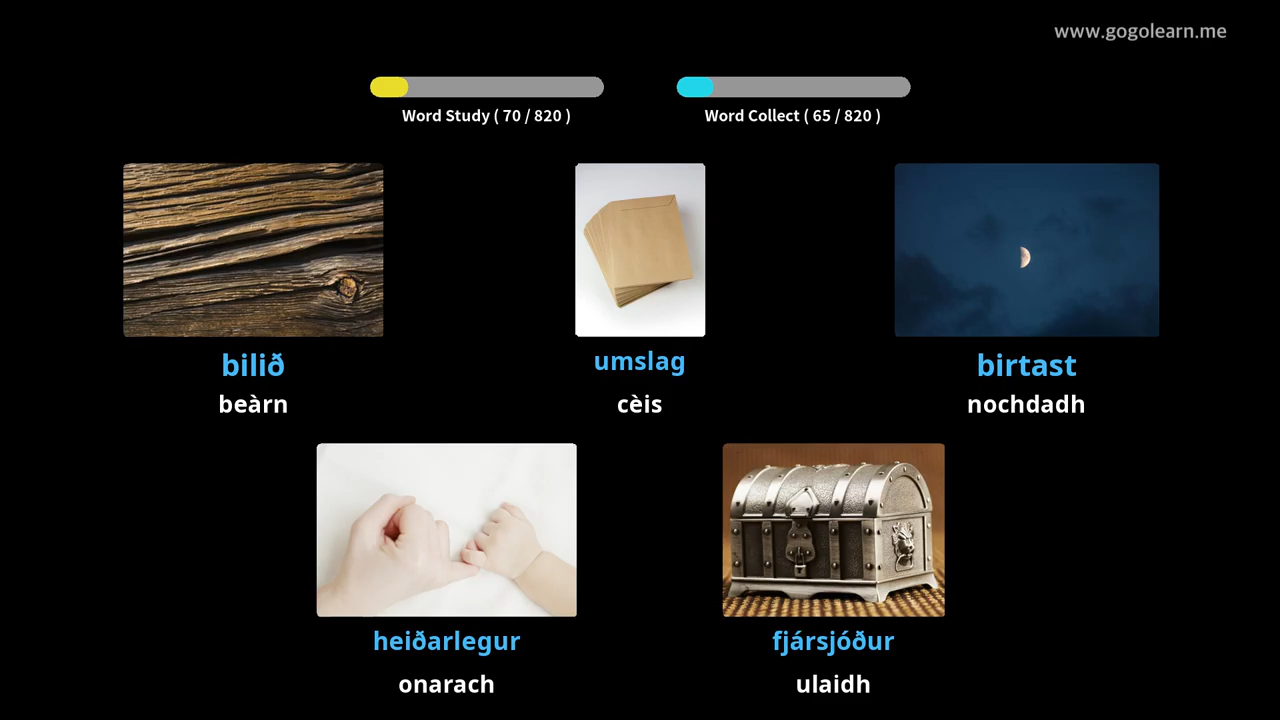 www.gogolearn.me
Word Study ( 70 / 820 )
Word Collect ( 65 / 820 )
bilið
beàrn
umslag
cèis
birtast
nochdadh
heiðarlegur
onarach
fjársjóður
ulaidh